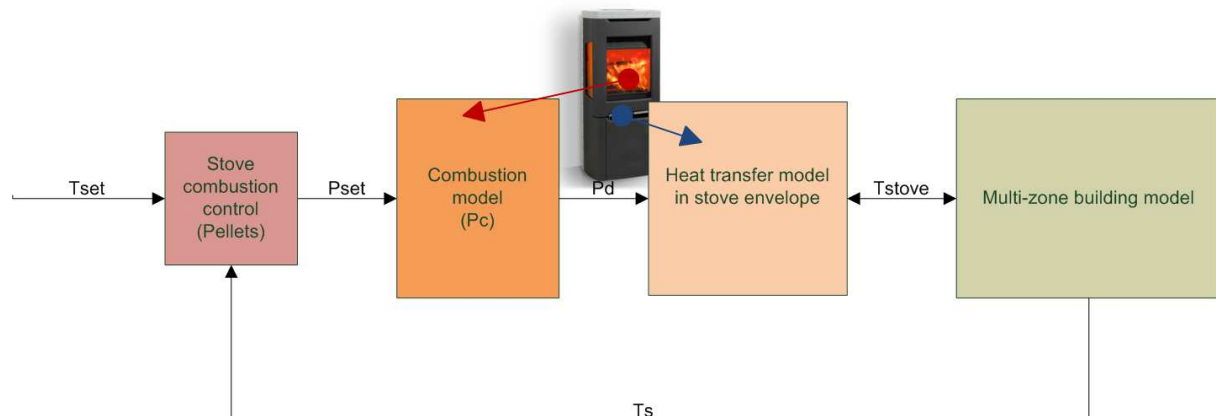 Tset
Stove
combustion
control
(Pellets)
Pset
Combustion
model
(Pc)
Pd
Heat transfer model
in stove envelope
Tstove
Multi-zone building model
Ts